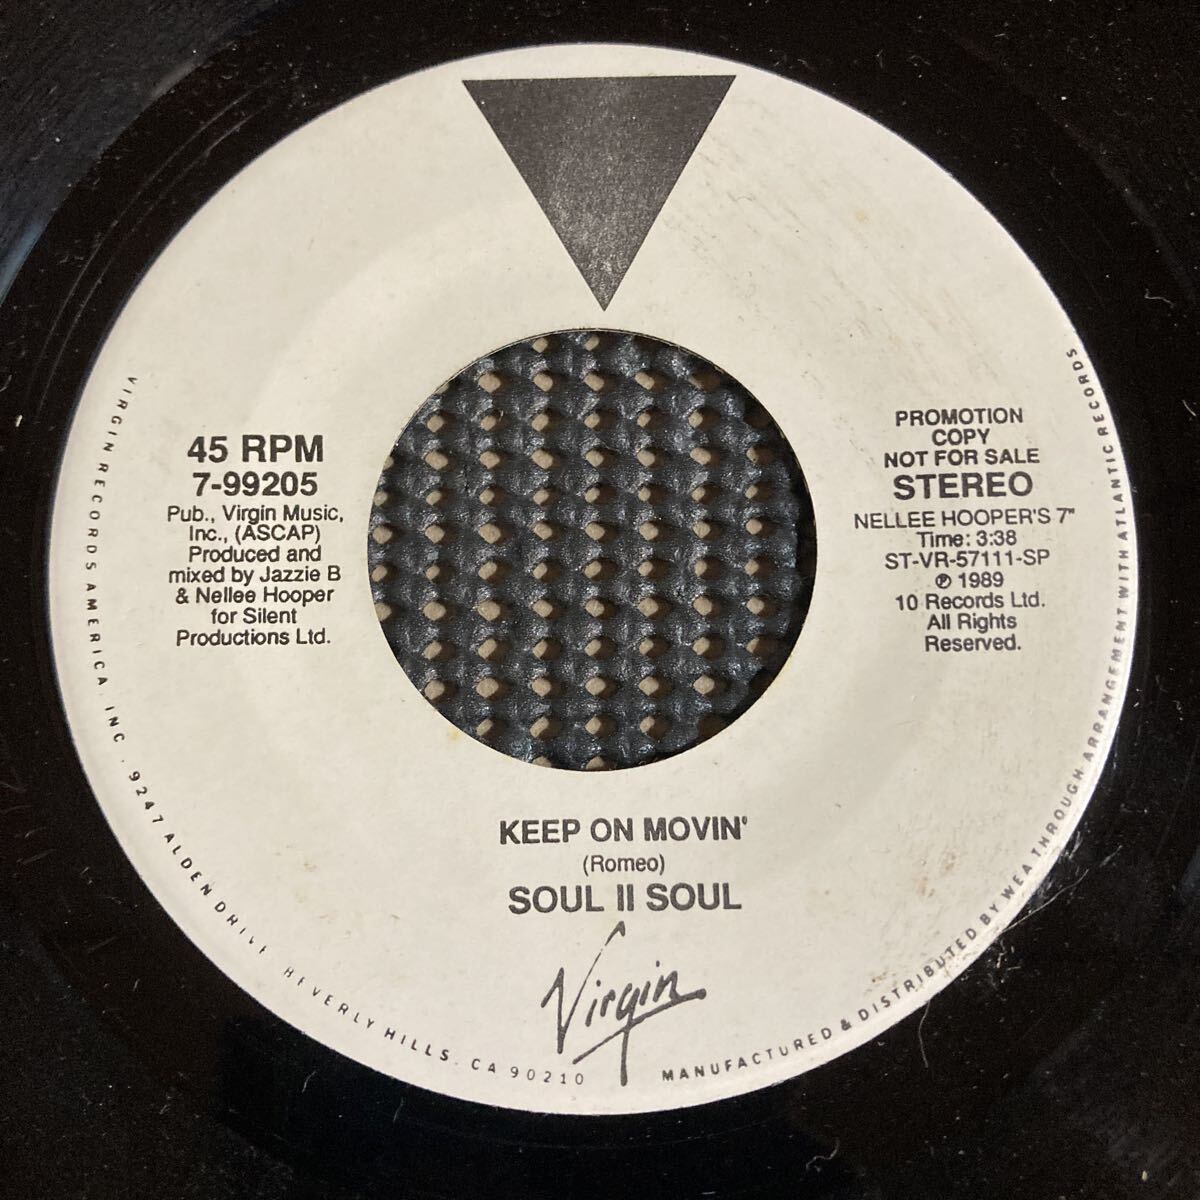 45 RPM
7-99205
Pub., Virgin Music,
Inc., (ASCAP)
Produced and
mixed by Jazzie B
& Nellee Hooper
for Silent
Productions Ltd.
PROMOTION
COPY
NOT FOR SALE
STEREO
NELLEE HOOPER'S 7"
Time: 3:38
ST-VR-57111-SP
℗ 1989
10 Records Ltd.
All Rights
Reserved.
KEEP ON MOVIN'
(Romeo)
SOUL II SOUL
Virgin
VIRGIN RECORDS AMERICA, INC. 9247 ALDEN DRIVE, BEVERLY HILLS, CA 90210
MANUFACTURED & DISTRIBUTED BY WEA THROUGH ARRANGEMENT WITH ATLANTIC RECORDS